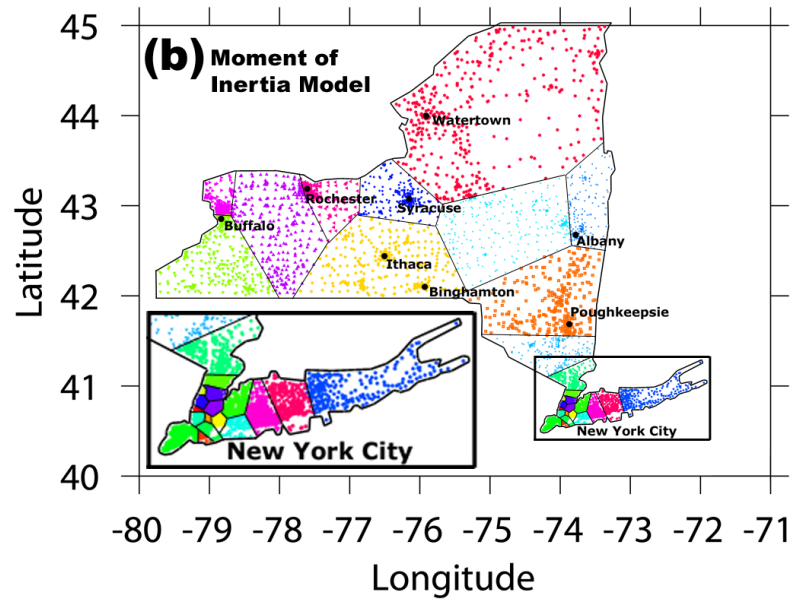 45
44
43
42
41
40
Latitude
(b) Moment of
Inertia Model
Watertown
Rochester
Syracuse
Buffalo
Albany
Ithaca
Binghamton
Poughkeepsie
New York City
New York City
-80 -79 -78 -77 -76 -75 -74 -73 -72 -71
Longitude